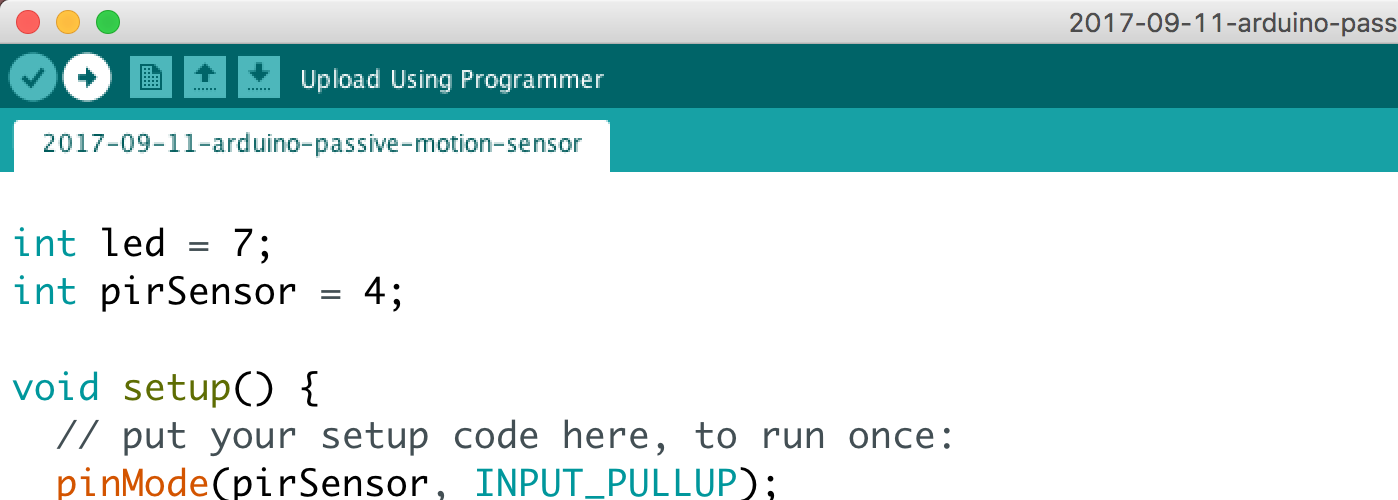 2017-09-11-arduino-pass
Upload Using Programmer
2017-09-11-arduino-passive-motion-sensor
int led = 7;
int pirSensor = 4;
void setup() {
// put your setup code here, to run once:
pinMode(pirSensor, INPUT_PULLUP);